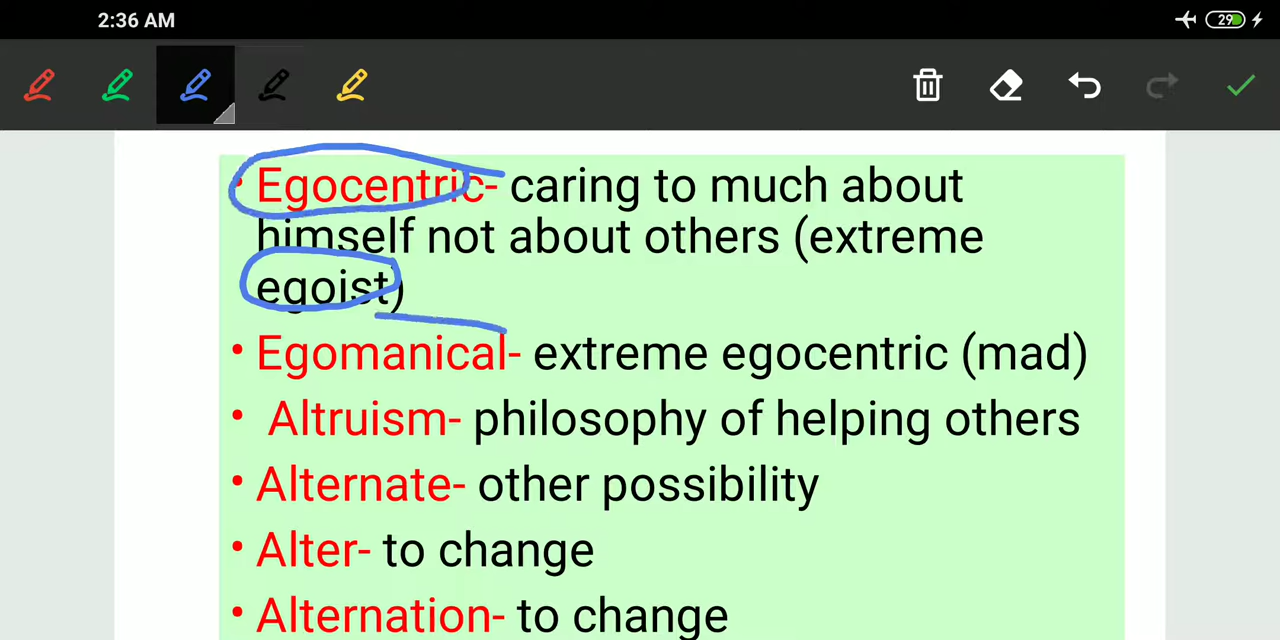 2:36 AM
29
• Egocentric- caring to much about
himself not about others (extreme
egoist)
• Egomanical- extreme egocentric (mad)
• Altruism- philosophy of helping others
• Alternate- other possibility
• Alter- to change
• Alternation- to change